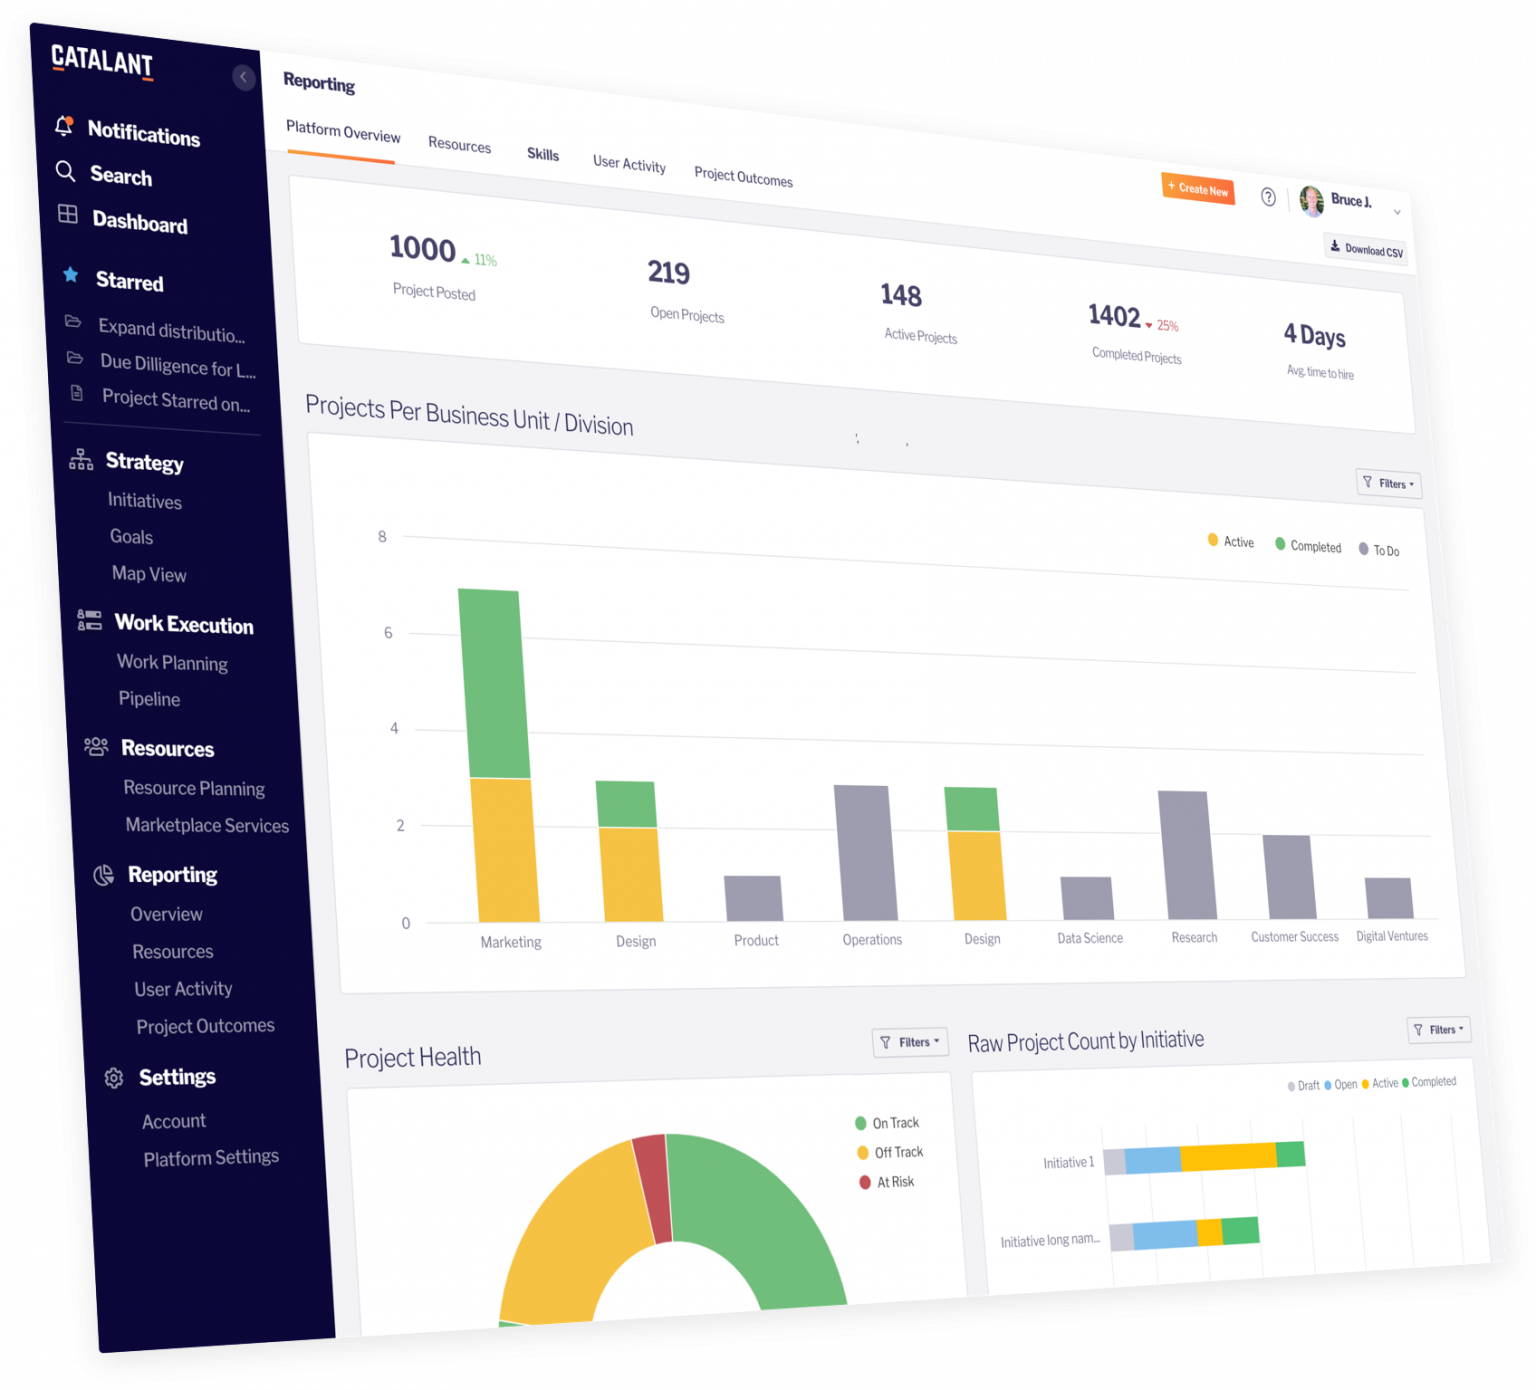 CATALANT
Notifications
Search
Dashboard
Starred
Expand distributio...
Due Dilligence for L...
Project Starred on...
Strategy
Initiatives
Goals
Map View
Work Execution
Work Planning
Pipeline
Resources
Resource Planning
Marketplace Services
Reporting
Overview
Resources
User Activity
Project Outcomes
Settings
Account
Platform Settings
Reporting
Platform Overview Resources Skills User Activity Project Outcomes
+ Create New ? Bruce J.
Download CSV
1000 11%
Project Posted
219
Open Projects
148
Active Projects
1402 25%
Completed Projects
4 Days
Avg. time to hire
Projects Per Business Unit / Division
Filters
Active Completed To Do
8
6
4
2
0
Marketing Design Product Operations Design Data Science Research Customer Success Digital Ventures
Project Health
Filters
On Track
Off Track
At Risk
Raw Project Count by Initiative
Filters
Draft Open Active Completed
Initiative 1
Initiative long nam...